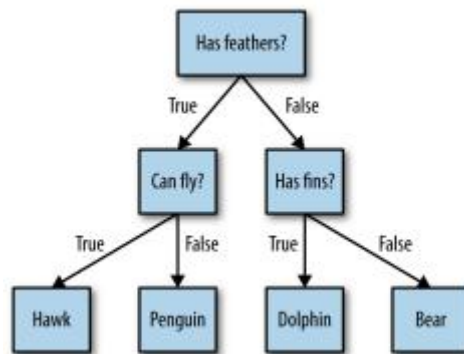 Has feathers?
True
False
Can fly?
Has fins?
True
False
True
False
Hawk
Penguin
Dolphin
Bear